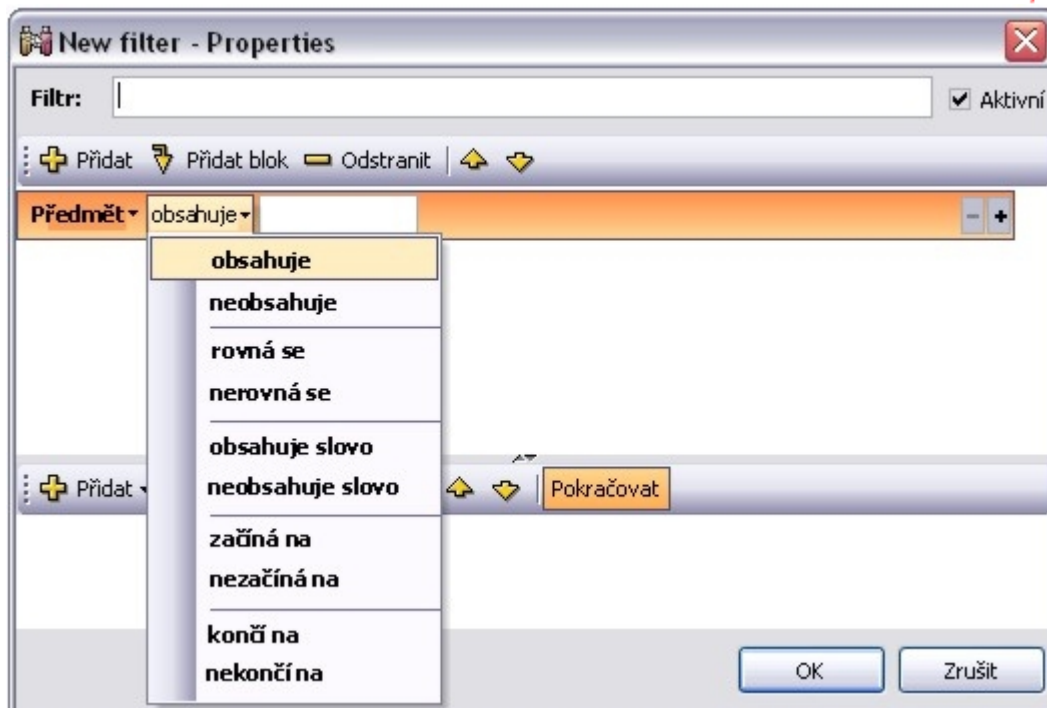 New filter - Properties
Filtr:
Aktivní
Přidat Přidat blok Odstranit
Předmět obsahuje
obsahuje
neobsahuje
rovná se
nerovná se
obsahuje slovo
neobsahuje slovo
Přidat Pokračovat
začíná na
nezačíná na
končí na
nekončí na
OK Zrušit